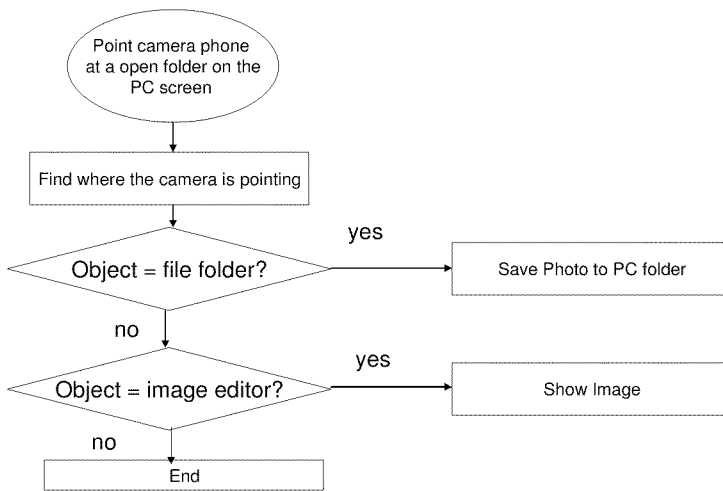 Point camera phone
at a open folder on the
PC screen
Find where the camera is pointing
yes
Object = file folder?
Save Photo to PC folder
no
yes
Object = image editor?
Show Image
no
End